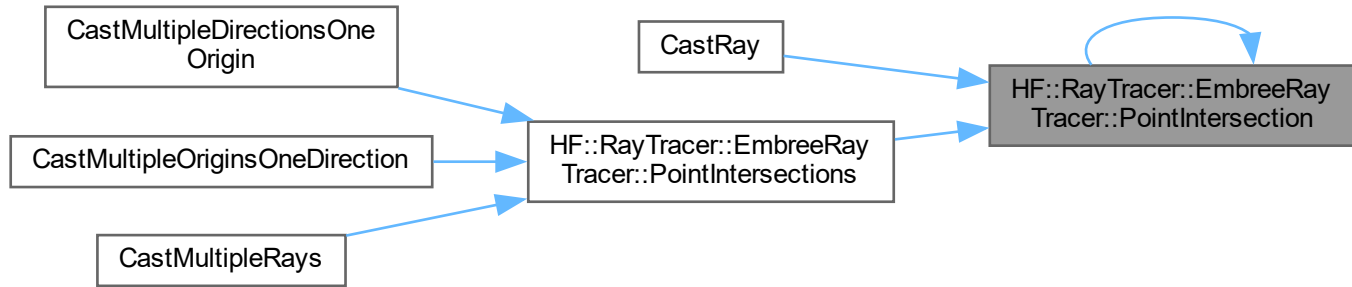 CastMultipleDirectionsOne
Origin
CastMultipleOriginsOneDirection
CastMultipleRays
CastRay
HF::RayTracer::EmbreeRay
Tracer::PointIntersections
HF::RayTracer::EmbreeRay
Tracer::PointIntersection